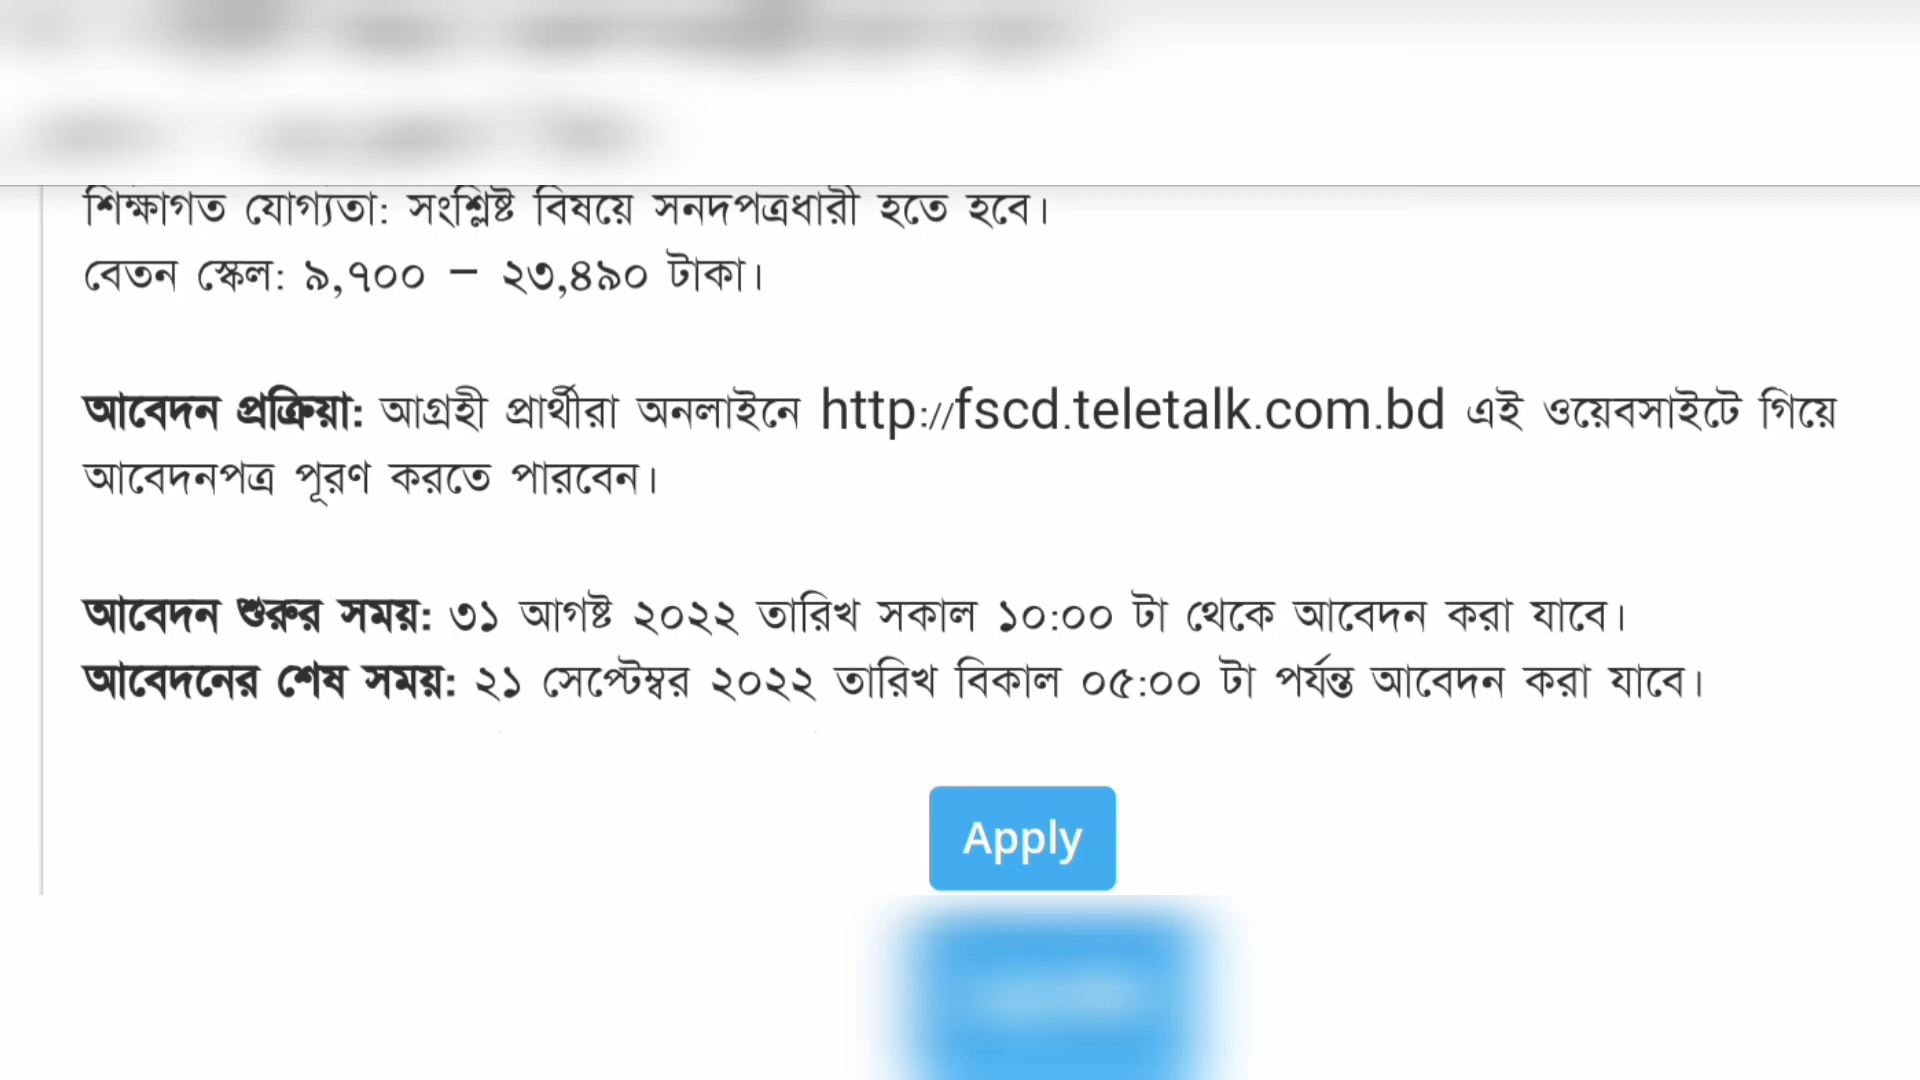 শিক্ষাগত যোগ্যতা: সংশ্লিষ্ট বিষয়ে সনদপত্রধারী হতে হবে।
বেতন স্কেল: ৯,৭০০ – ২৩,৪৯০ টাকা।
আবেদন প্রক্রিয়া: আগ্রহী প্রার্থীরা অনলাইনে http://fscd.teletalk.com.bd এই ওয়েবসাইটে গিয়ে
আবেদনপত্র পূরণ করতে পারবেন।
আবেদন শুরুর সময়: ৩১ আগষ্ট ২০২২ তারিখ সকাল ১০:০০ টা থেকে আবেদন করা যাবে।
আবেদনের শেষ সময়: ২১ সেপ্টেম্বর ২০২২ তারিখ বিকাল ০৫:০০ টা পর্যন্ত আবেদন করা যাবে।
Apply